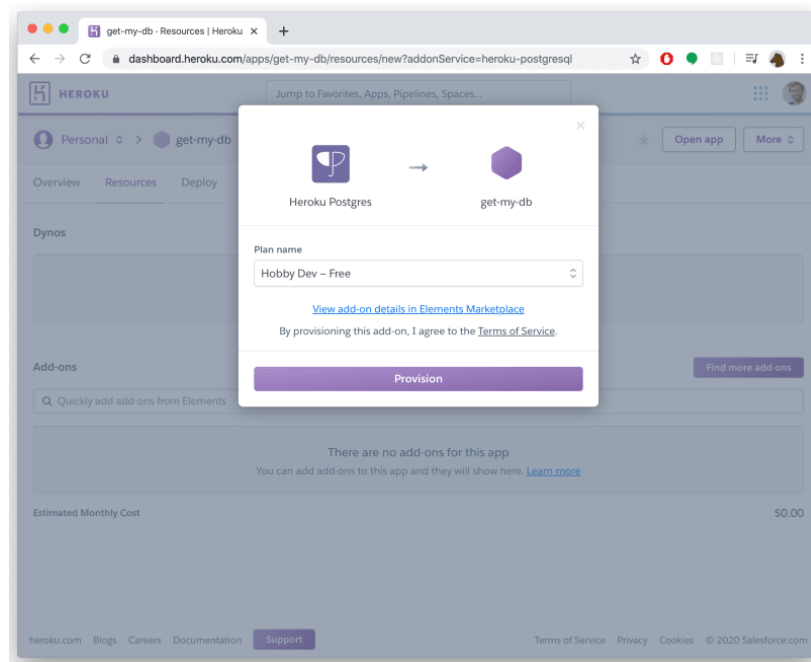 get-my-db · Resources | Heroku
dashboard.heroku.com/apps/get-my-db/resources/new?addonService=heroku-postgresql
HEROKU
Jump to Favorites, Apps, Pipelines, Spaces...
Personal > get-my-db
Open app
More
Overview Resources Deploy
Heroku Postgres
get-my-db
Dynos
Plan name
Hobby Dev – Free
View add-on details in Elements Marketplace
By provisioning this add-on, I agree to the Terms of Service.
Provision
Add-ons
Find more add-ons
Quickly add add-ons from Elements
There are no add-ons for this app
You can add add-ons to this app and they will show here. Learn more
Estimated Monthly Cost
$0.00
heroku.com Blogs Careers Documentation Support
Terms of Service Privacy Cookies © 2020 Salesforce.com